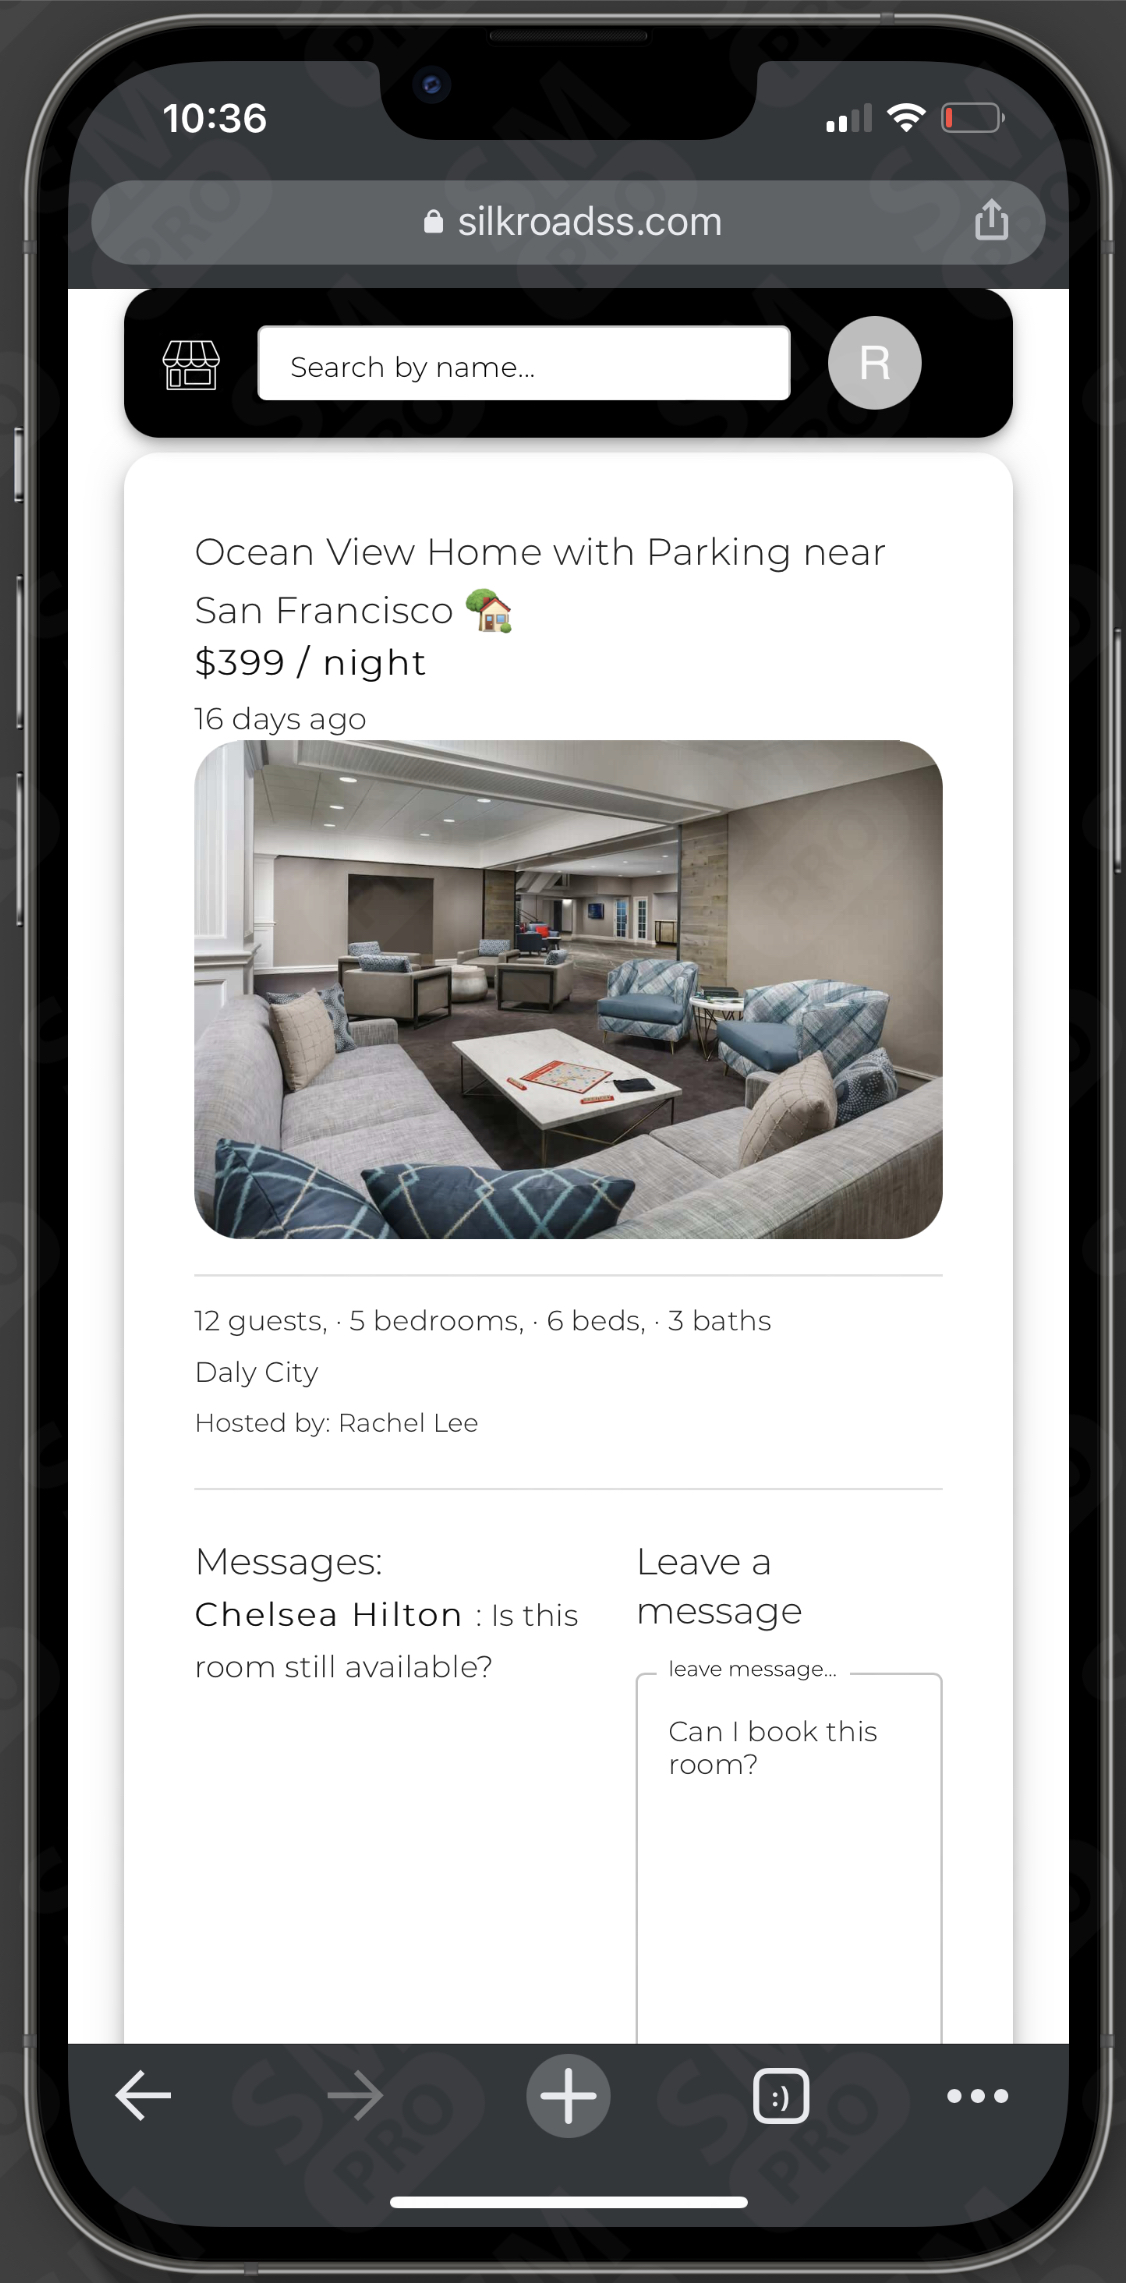 10:36
silkroadss.com
Search by name...
R
Ocean View Home with Parking near
San Francisco 🏡
$399 / night
16 days ago
12 guests, · 5 bedrooms, · 6 beds, · 3 baths
Daly City
Hosted by: Rachel Lee
Messages:
Chelsea Hilton : Is this
room still available?
Leave a
message
leave message...
Can I book this
room?
:)
SM
PRO